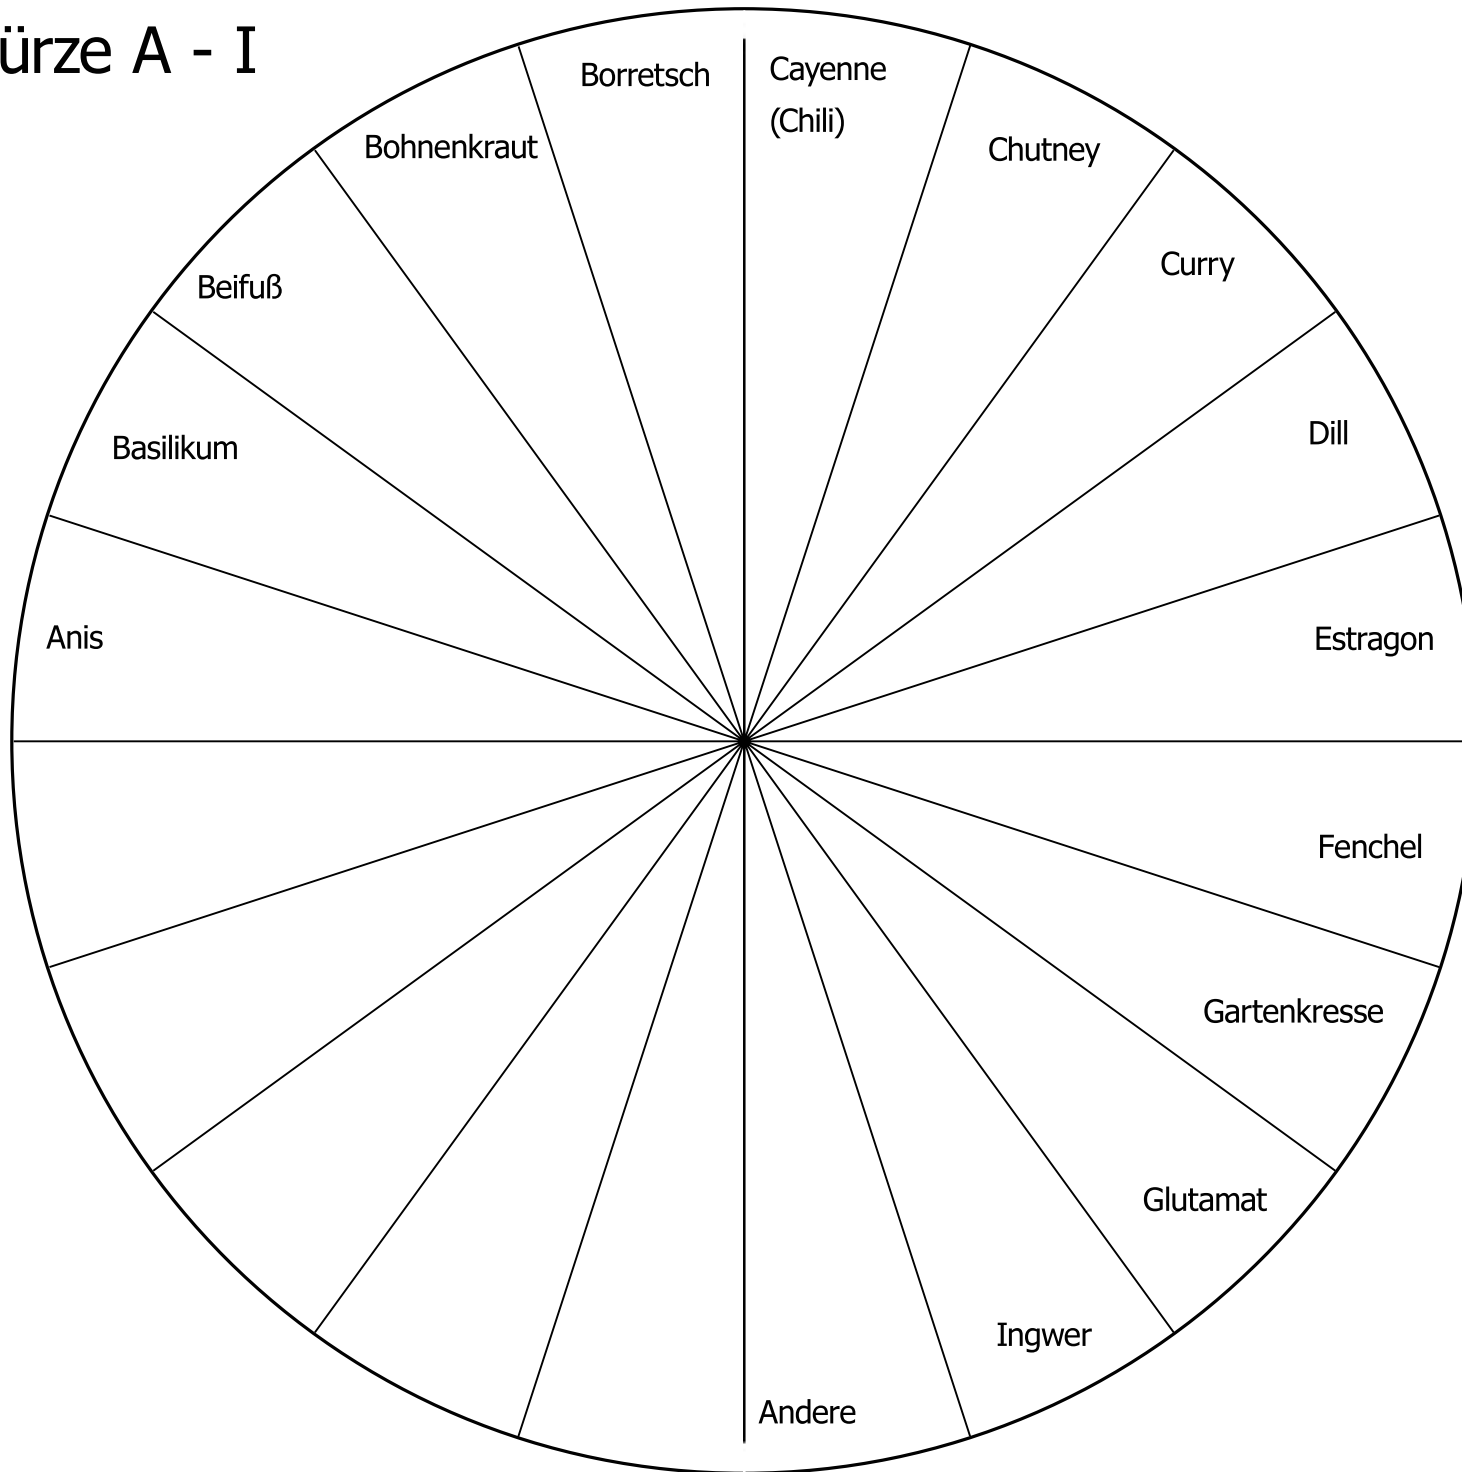 ürze A - I
Borretsch
Cayenne
(Chili)
Bohnenkraut
Chutney
Beifuß
Curry
Basilikum
Dill
Anis
Estragon
Fenchel
Gartenkresse
Glutamat
Ingwer
Andere